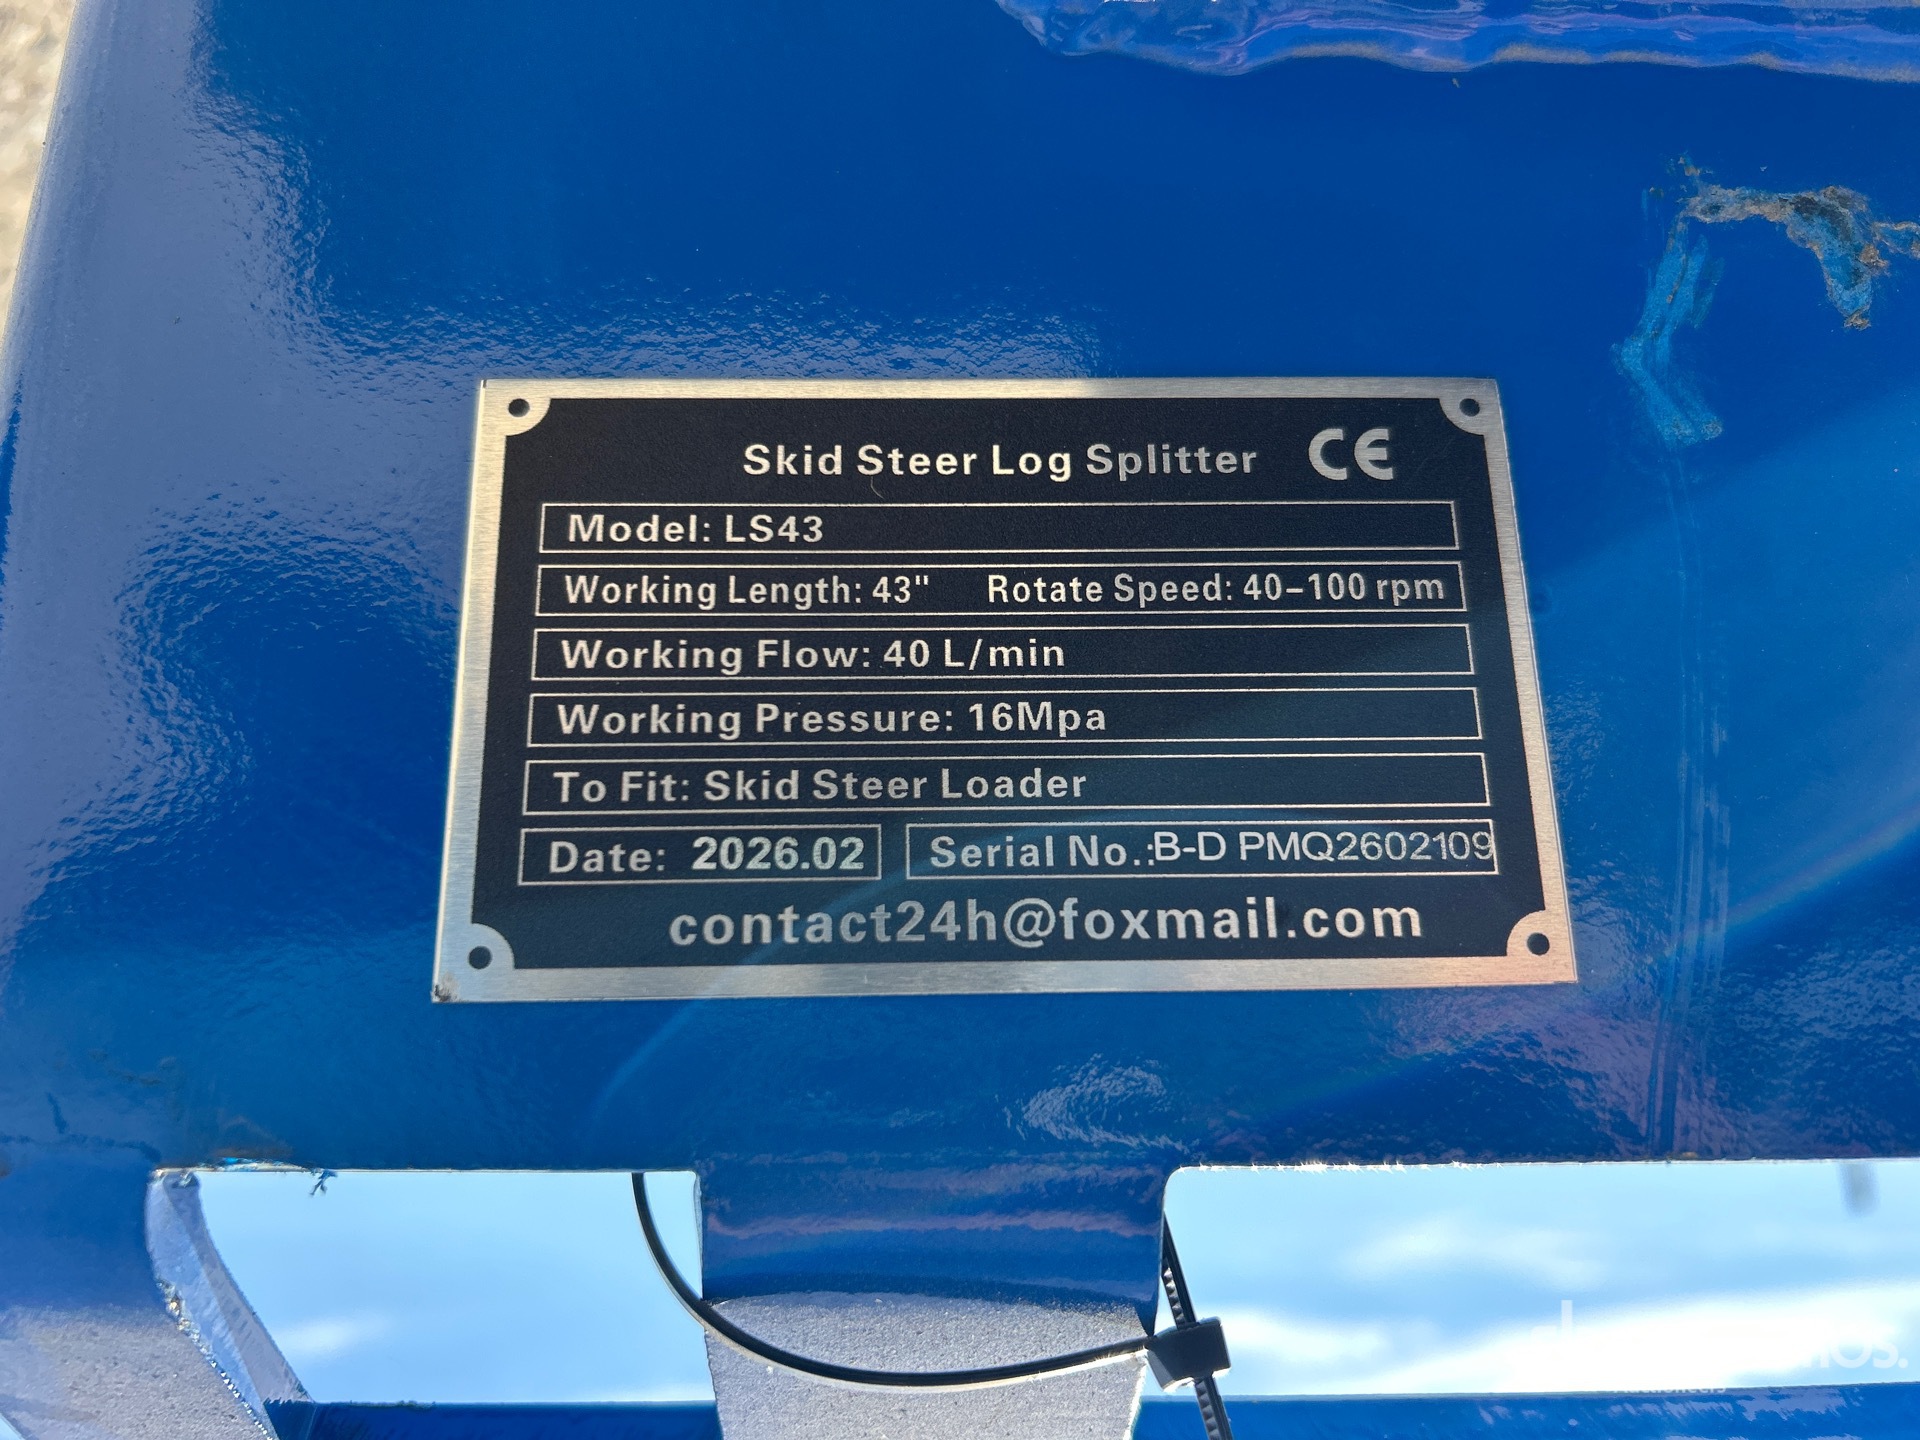 Skid Steer Log Splitter CE
Model: LS43
Working Length: 43" Rotate Speed: 40-100 rpm
Working Flow: 40 L/min
Working Pressure: 16Mpa
To Fit: Skid Steer Loader
Date: 2026.02 Serial No.:B-D PMQ2602109
contact24h@foxmail.com